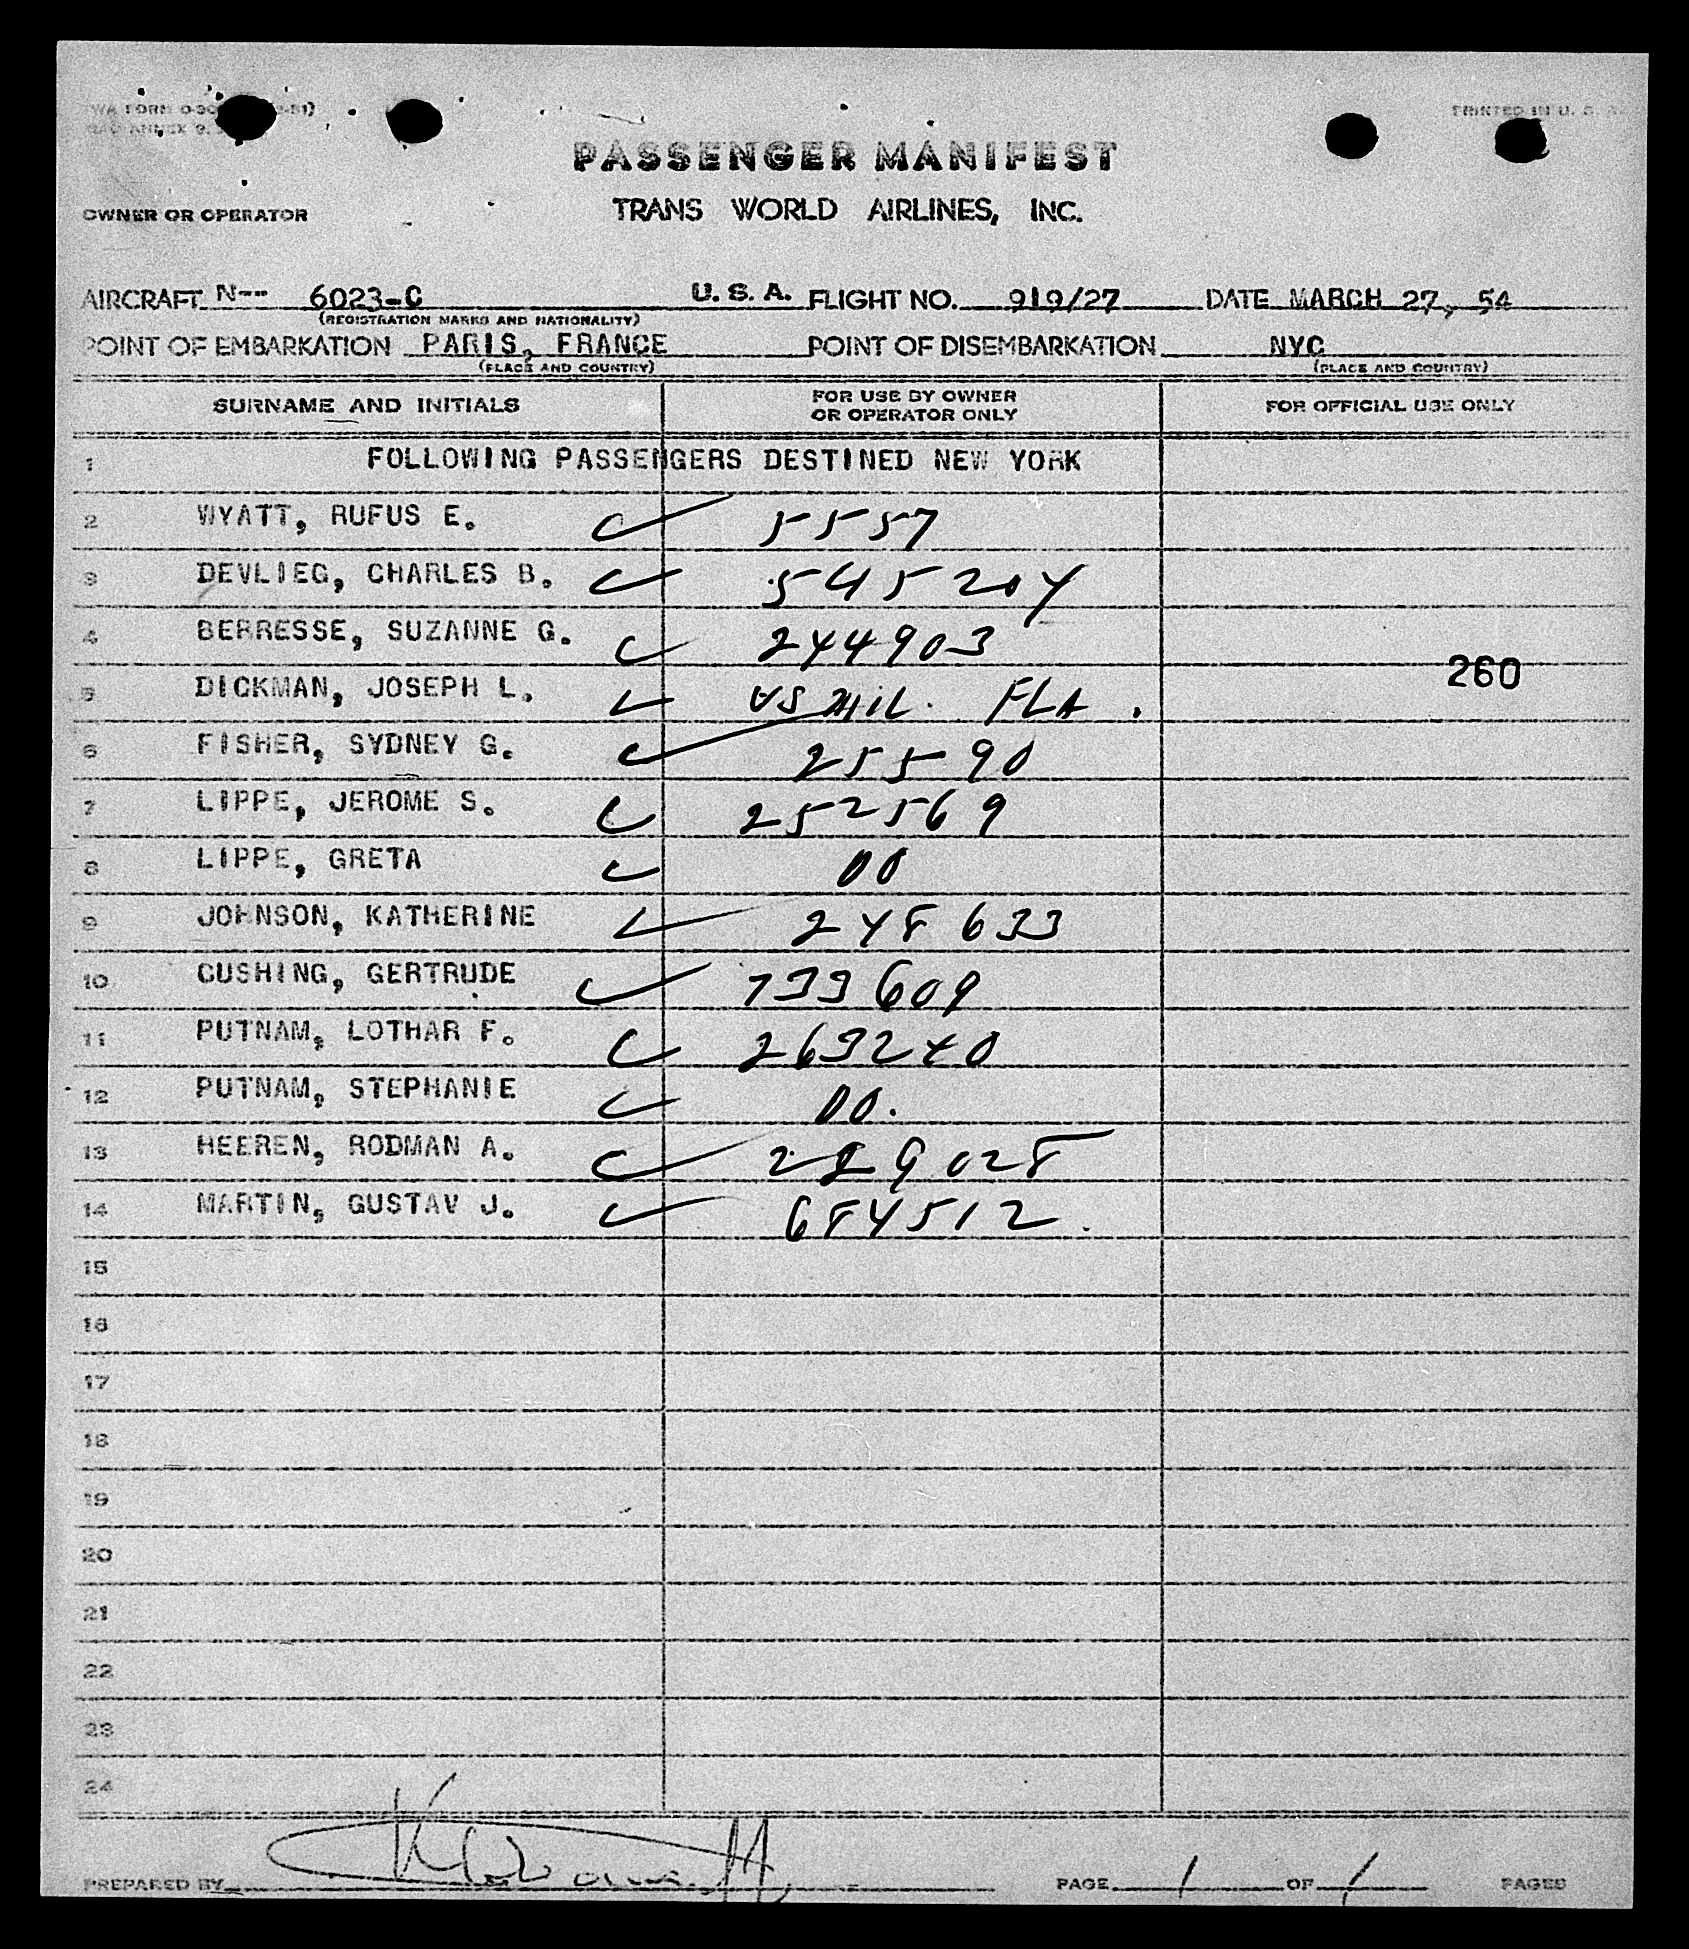 PRINTED IN U. S. A.
PASSENGER MANIFEST
OWNER OR OPERATOR TRANS WORLD AIRLINES, INC.
AIRCRAFT N-- 6023-C U. S. A. FLIGHT NO. 919/27 DATE MARCH 27, 54
(REGISTRATION MARKS AND NATIONALITY)
POINT OF EMBARKATION PARIS, FRANCE POINT OF DISEMBARKATION NYC
(PLACE AND COUNTRY) (PLACE AND COUNTRY)
SURNAME AND INITIALS FOR USE BY OWNER OR OPERATOR ONLY FOR OFFICIAL USE ONLY
1 FOLLOWING PASSENGERS DESTINED NEW YORK
2 WYATT, RUFUS E. 5557
3 DEVLIEG, CHARLES B. 545204
4 BERRESSE, SUZANNE G. 244903
260
5 DICKMAN, JOSEPH L. US MIL. FLA.
6 FISHER, SYDNEY G. 25590
7 LIPPE, JEROME S. 252569
8 LIPPE, GRETA 00
9 JOHNSON, KATHERINE 248633
10 CUSHING, GERTRUDE 133609
11 PUTNAM, LOTHAR F. 263240
12 PUTNAM, STEPHANIE 00.
13 HEEREN, RODMAN A.
14 MARTIN, GUSTAV J. 684512.
15
16
17
18
19
20
21
22
23
24
PREPARED BY PAGE 1 OF 1 PAGES